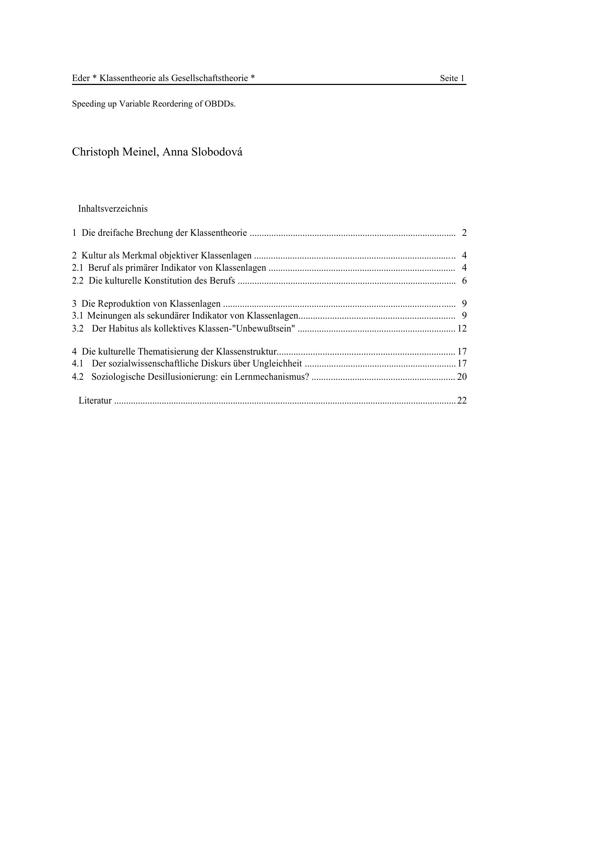 Eder * Klassentheorie als Gesellschaftstheorie * Seite 1
Speeding up Variable Reordering of OBDDs.
Christoph Meinel, Anna Slobodová
Inhaltsverzeichnis
1 Die dreifache Brechung der Klassentheorie ..................................................................................... 2
2 Kultur als Merkmal objektiver Klassenlagen ................................................................................... 4
2.1 Beruf als primärer Indikator von Klassenlagen .............................................................................. 4
2.2 Die kulturelle Konstitution des Berufs .......................................................................................... 6
3 Die Reproduktion von Klassenlagen ................................................................................................ 9
3.1 Meinungen als sekundärer Indikator von Klassenlagen................................................................. 9
3.2 Der Habitus als kollektives Klassen-"Unbewußtsein" ................................................................. 12
4 Die kulturelle Thematisierung der Klassenstruktur.......................................................................... 17
4.1 Der sozialwissenschaftliche Diskurs über Ungleichheit .............................................................. 17
4.2 Soziologische Desillusionierung: ein Lernmechanismus? ........................................................... 20
Literatur ............................................................................................................................................. 22